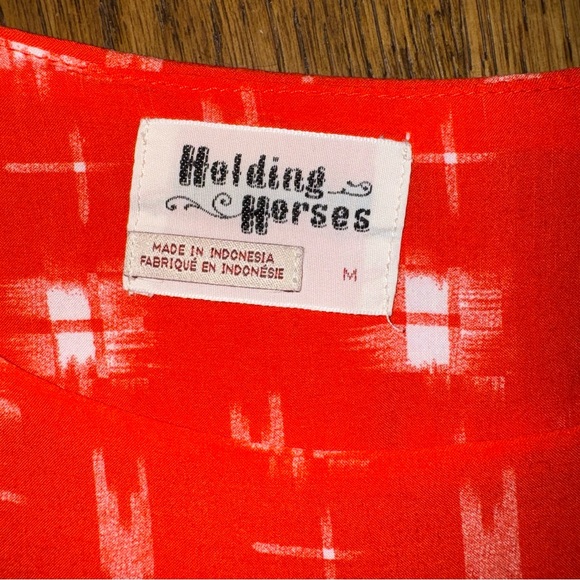 Holding
Horses
MADE IN INDONESIA
FABRIQUÉ EN INDONÉSIE
M